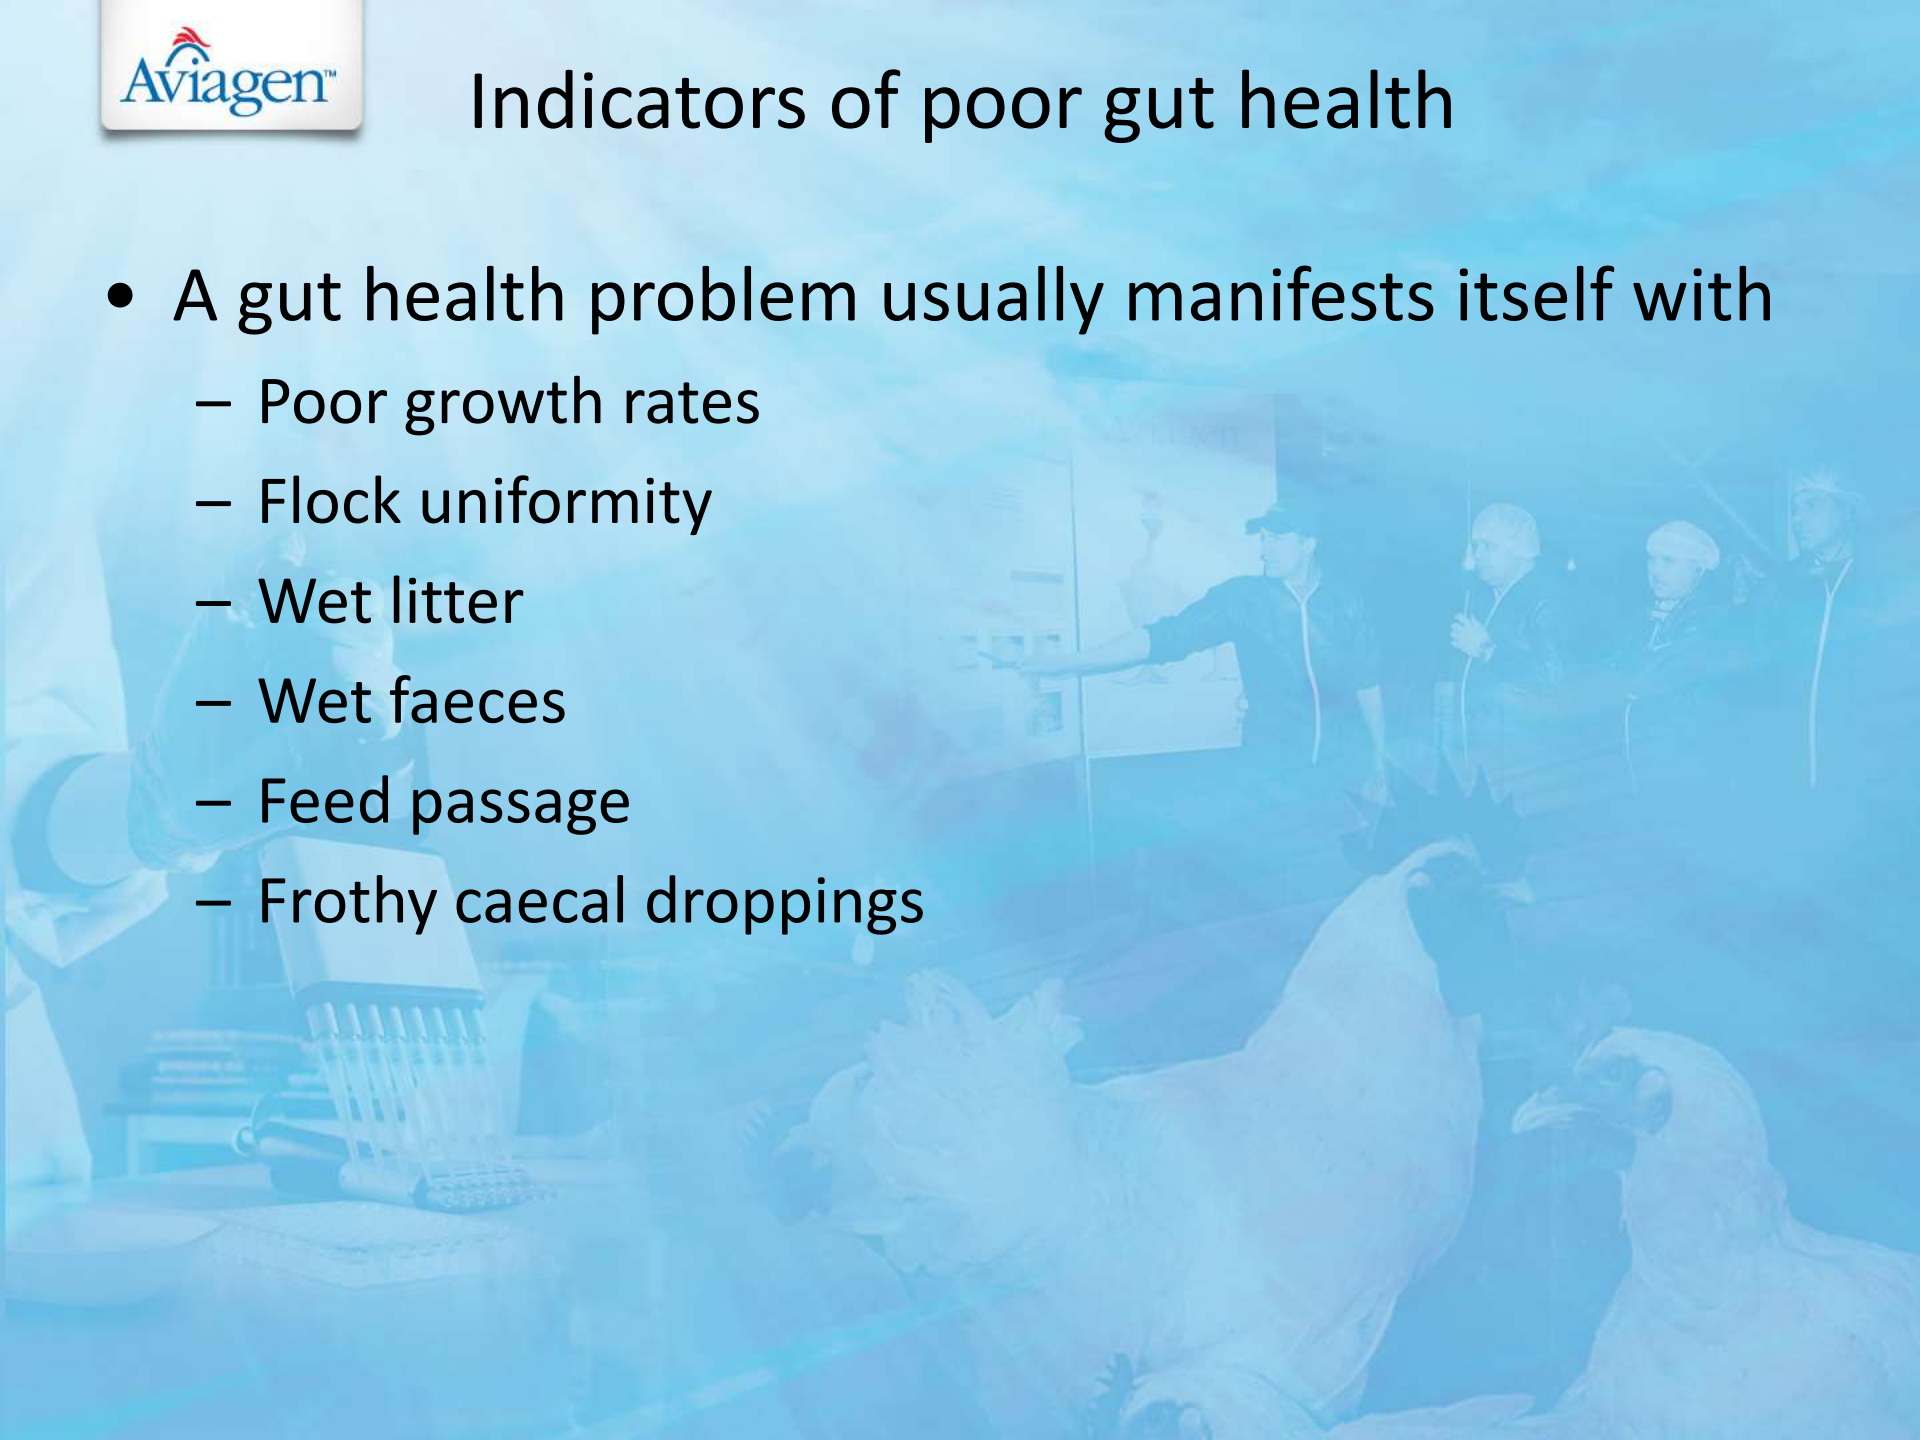 Aviagen™
Indicators of poor gut health
• A gut health problem usually manifests itself with
– Poor growth rates
– Flock uniformity
– Wet litter
– Wet faeces
– Feed passage
– Frothy caecal droppings